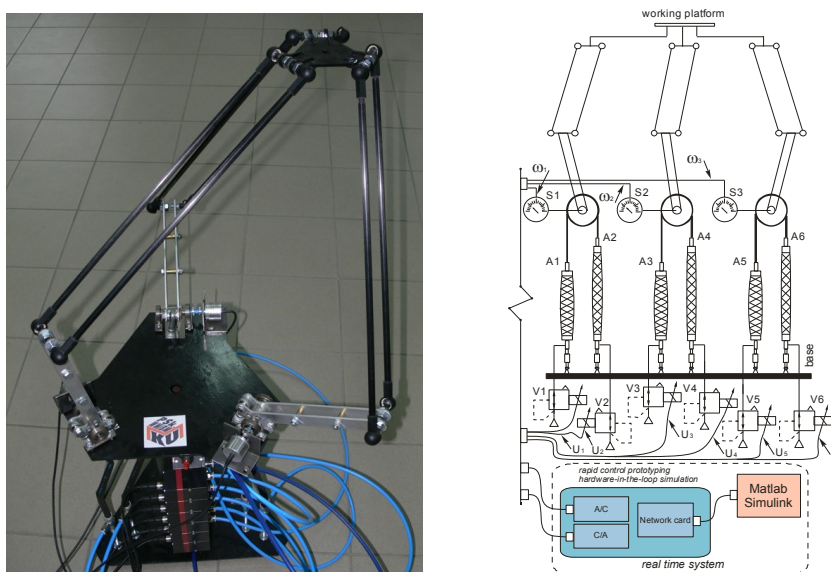 working platform
ω1
ω2
ω3
S1
S2
S3
A1
A2
A3
A4
A5
A6
base
V1
V2
V3
V4
V5
V6
U1
U2
U3
U4
U5
rapid control prototyping
hardware-in-the-loop simulation
A/C
C/A
Network card
Matlab
Simulink
real time system